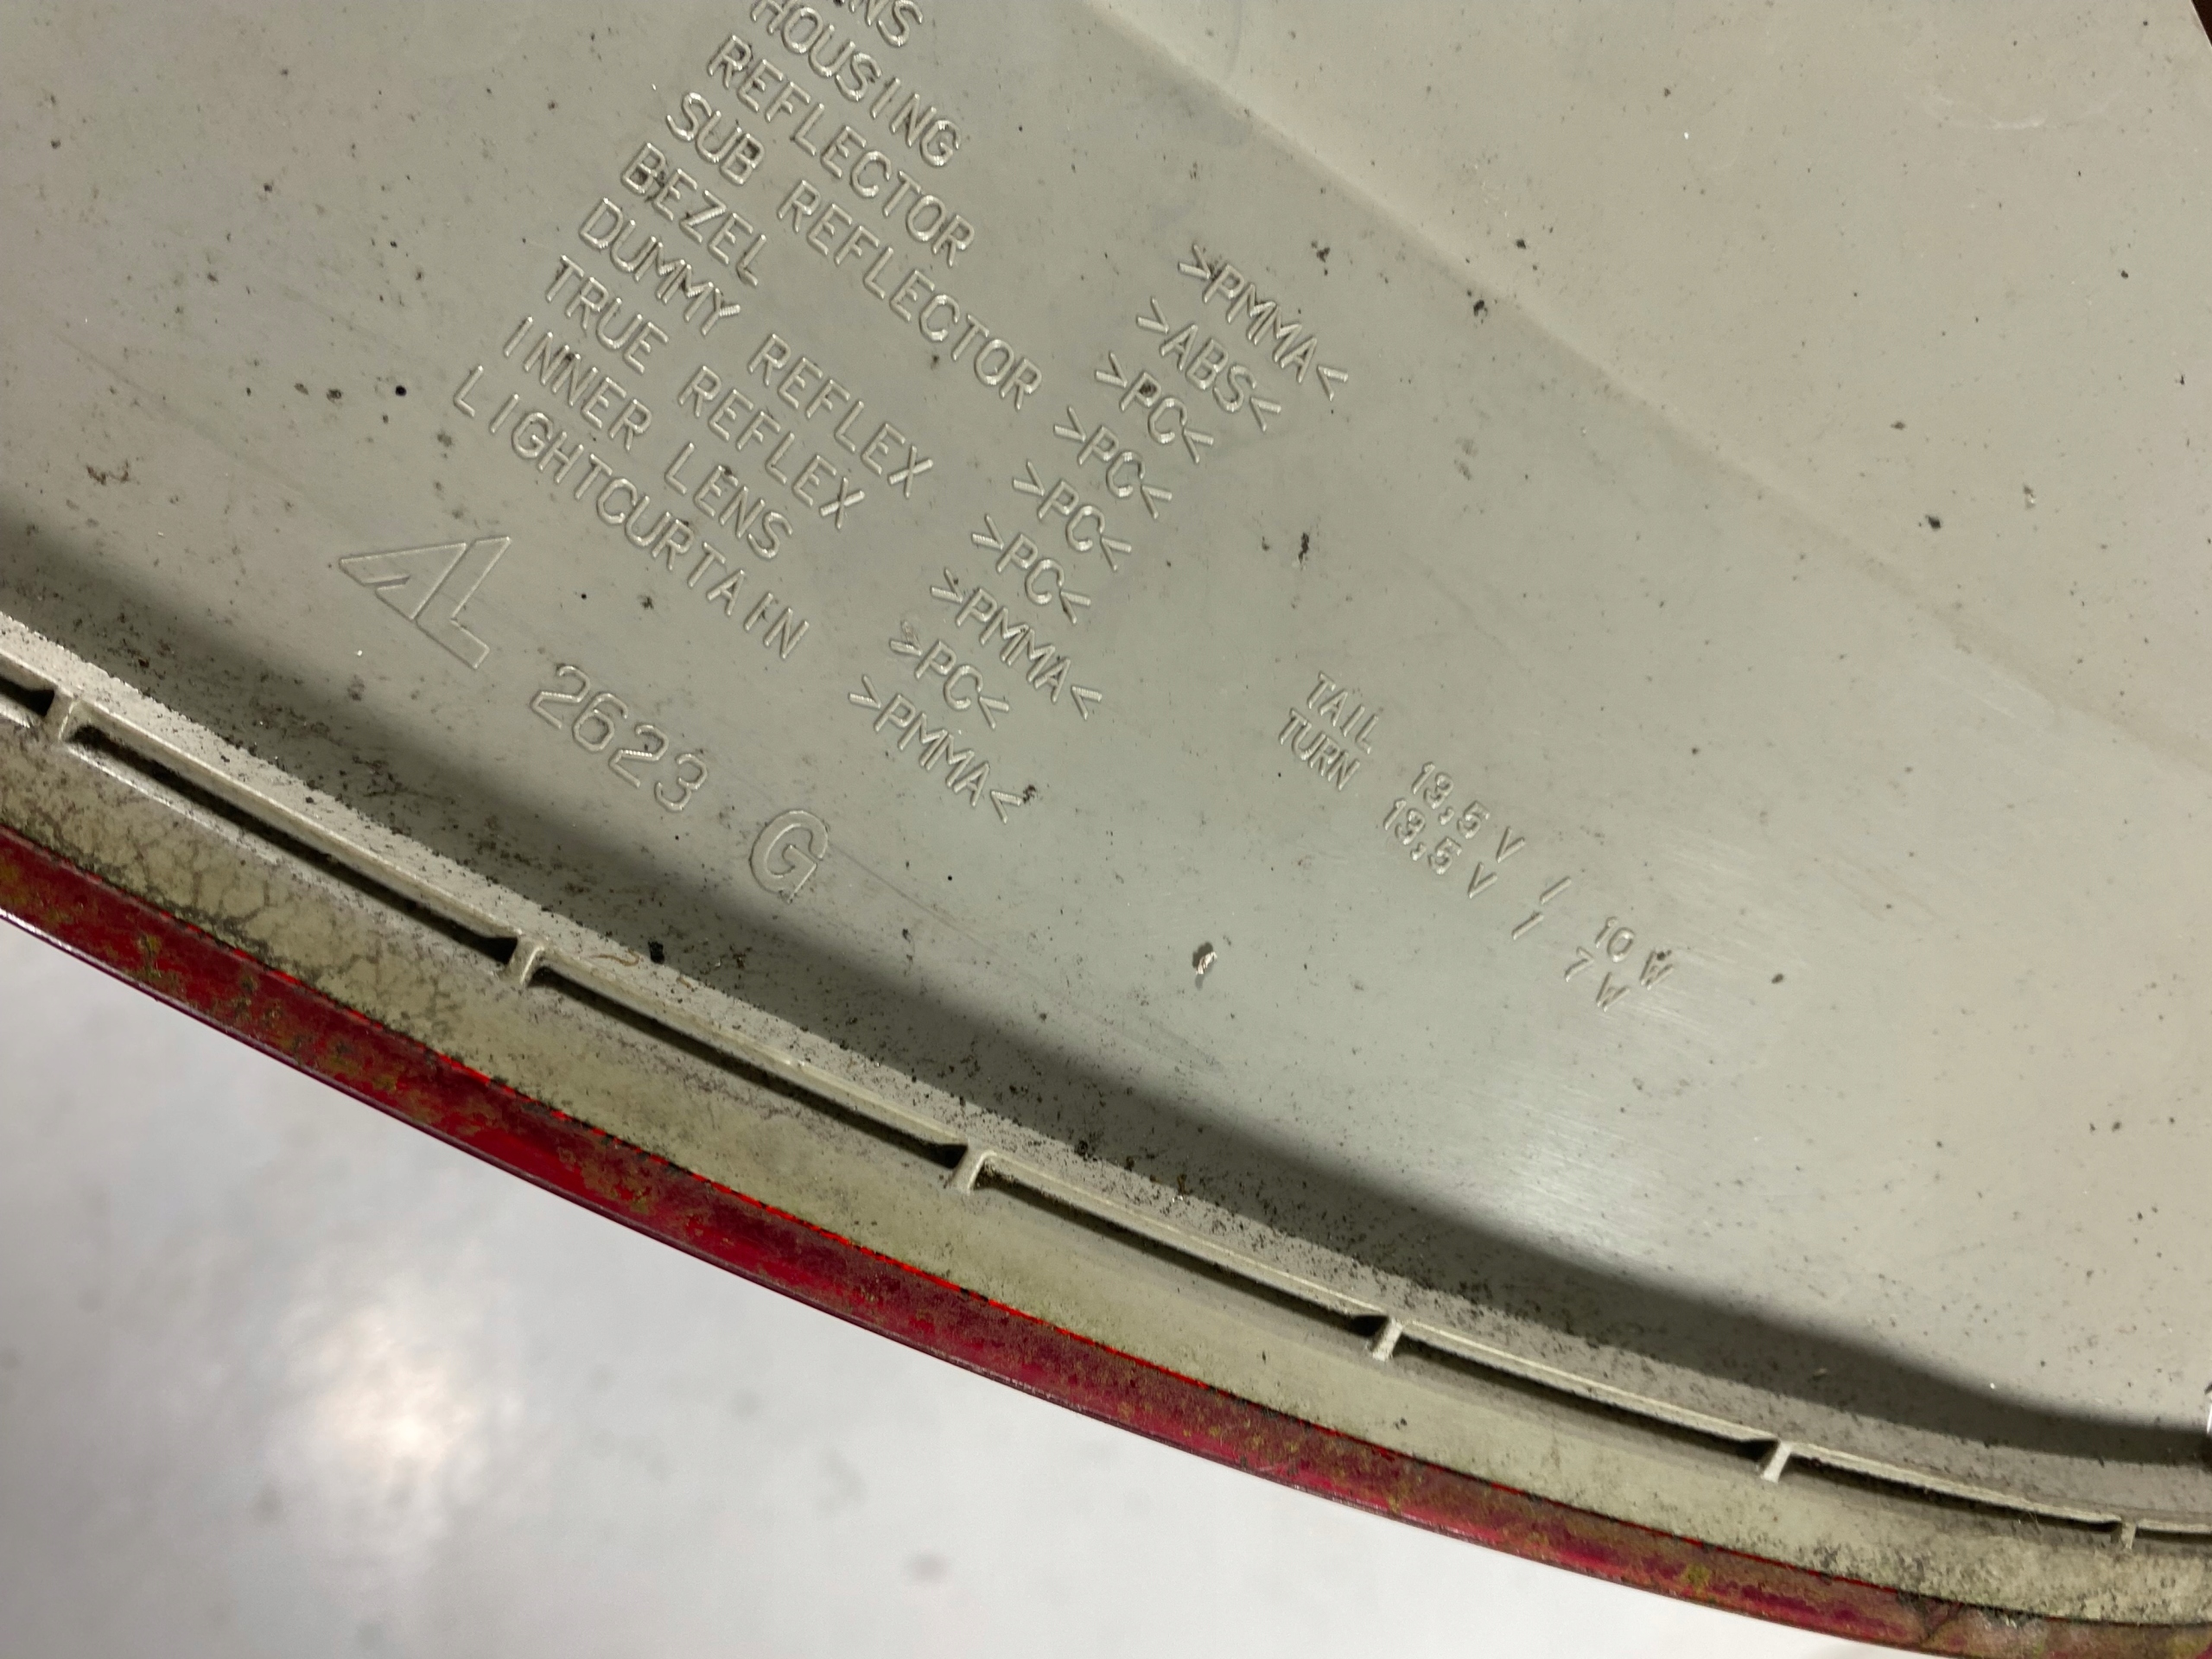 HOUSING >ABS<
REFLECTOR >PC<
SUB REFLECTOR >PC<
BEZEL >PC<
DUMMY REFLEX >PC<
TRUE REFLEX >PMMA<
INNER LENS >PC<
LIGHTCURTAIN >PMMA<
AL 2623 G
>PMMA<
TAIL 13,5 V / 10 W
TURN 13,5 V / 7 W